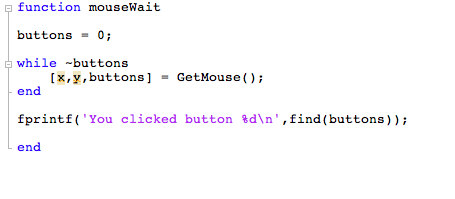 function mouseWait
buttons = 0;
while ~buttons
[x,y,buttons] = GetMouse();
end
fprintf('You clicked button %d\n',find(buttons));
end